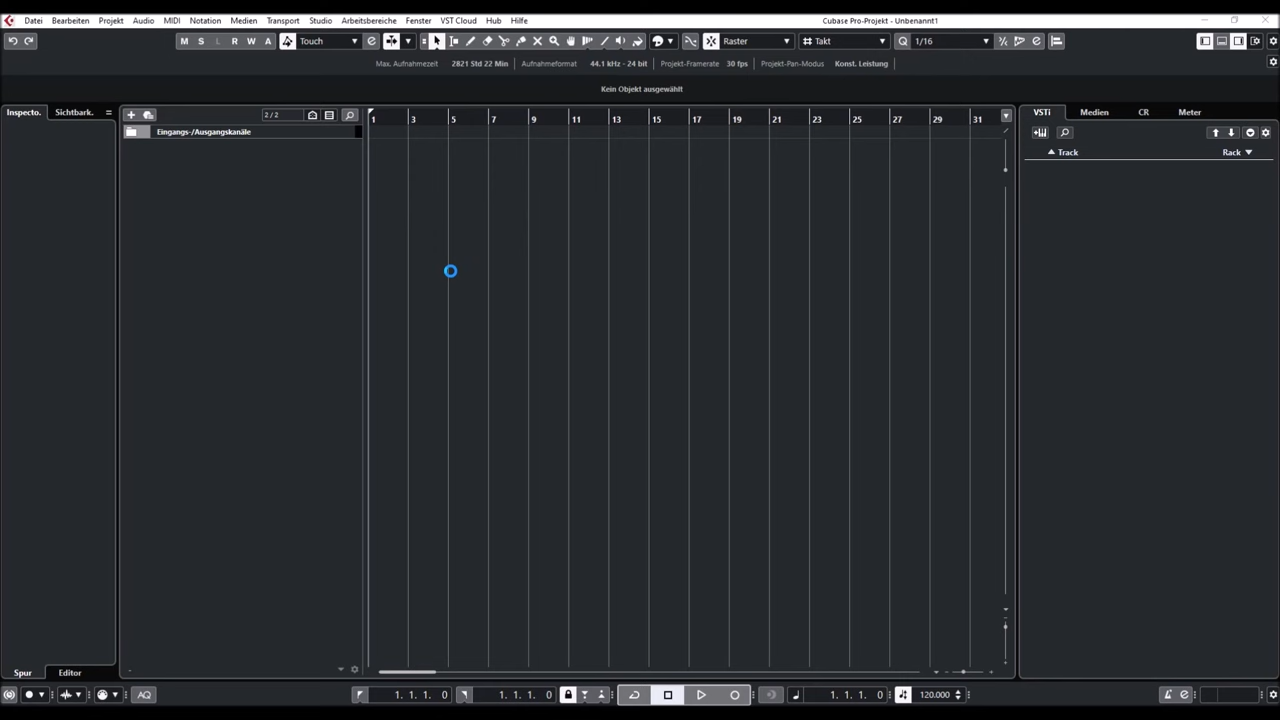 Datei Bearbeiten Projekt Audio MIDI Notation Medien Transport Studio Arbeitsbereiche Fenster VST Cloud Hub Hilfe Cubase Pro-Projekt - Unbenannt1
M S L R W A Touch Raster Takt Q 1/16
Max. Aufnahmezeit 2821 Std 22 Min Aufnahmeformat 44.1 kHz - 24 bit Projekt-Framerate 30 fps Projekt-Pan-Modus Konst. Leistung
Kein Objekt ausgewählt
Inspecto. Sichtbark. 2/2 1 3 5 7 9 11 13 15 17 19 21 23 25 27 29 31 VSTi Medien CR Meter
Eingangs-/Ausgangskanäle
Track Rack
Spur Editor
AQ 1. 1. 1. 0 1. 1. 1. 0 1. 1. 1. 0 120.000